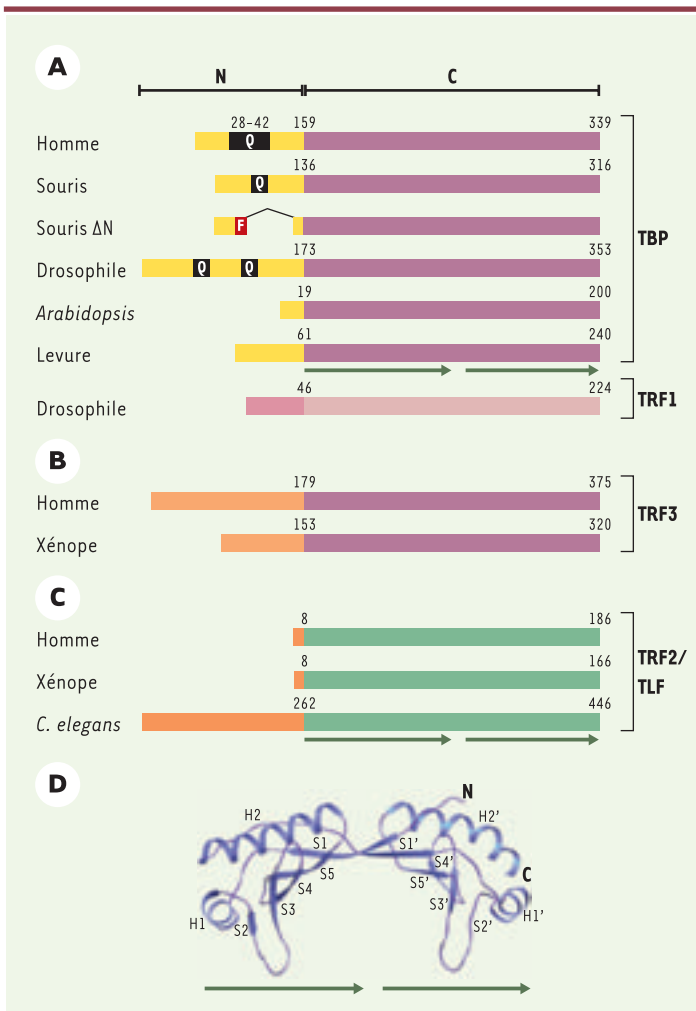 A
N C
28–42 159 339
Homme Q
136 316
Souris Q
Souris ΔN F
TBP
173 353
Drosophile Q Q
19 200
Arabidopsis
61 240
Levure
46 224
Drosophile TRF1
B
179 375
Homme
TRF3
153 320
Xénope
C
8 186
Homme
TRF2/
TLF
8 166
Xénope
262 446
C. elegans
D
N
H2 H2'
S1 S1'
S4'
S5 S5'
C
S4
S3 S3'
H1 H1'
S2 S2'